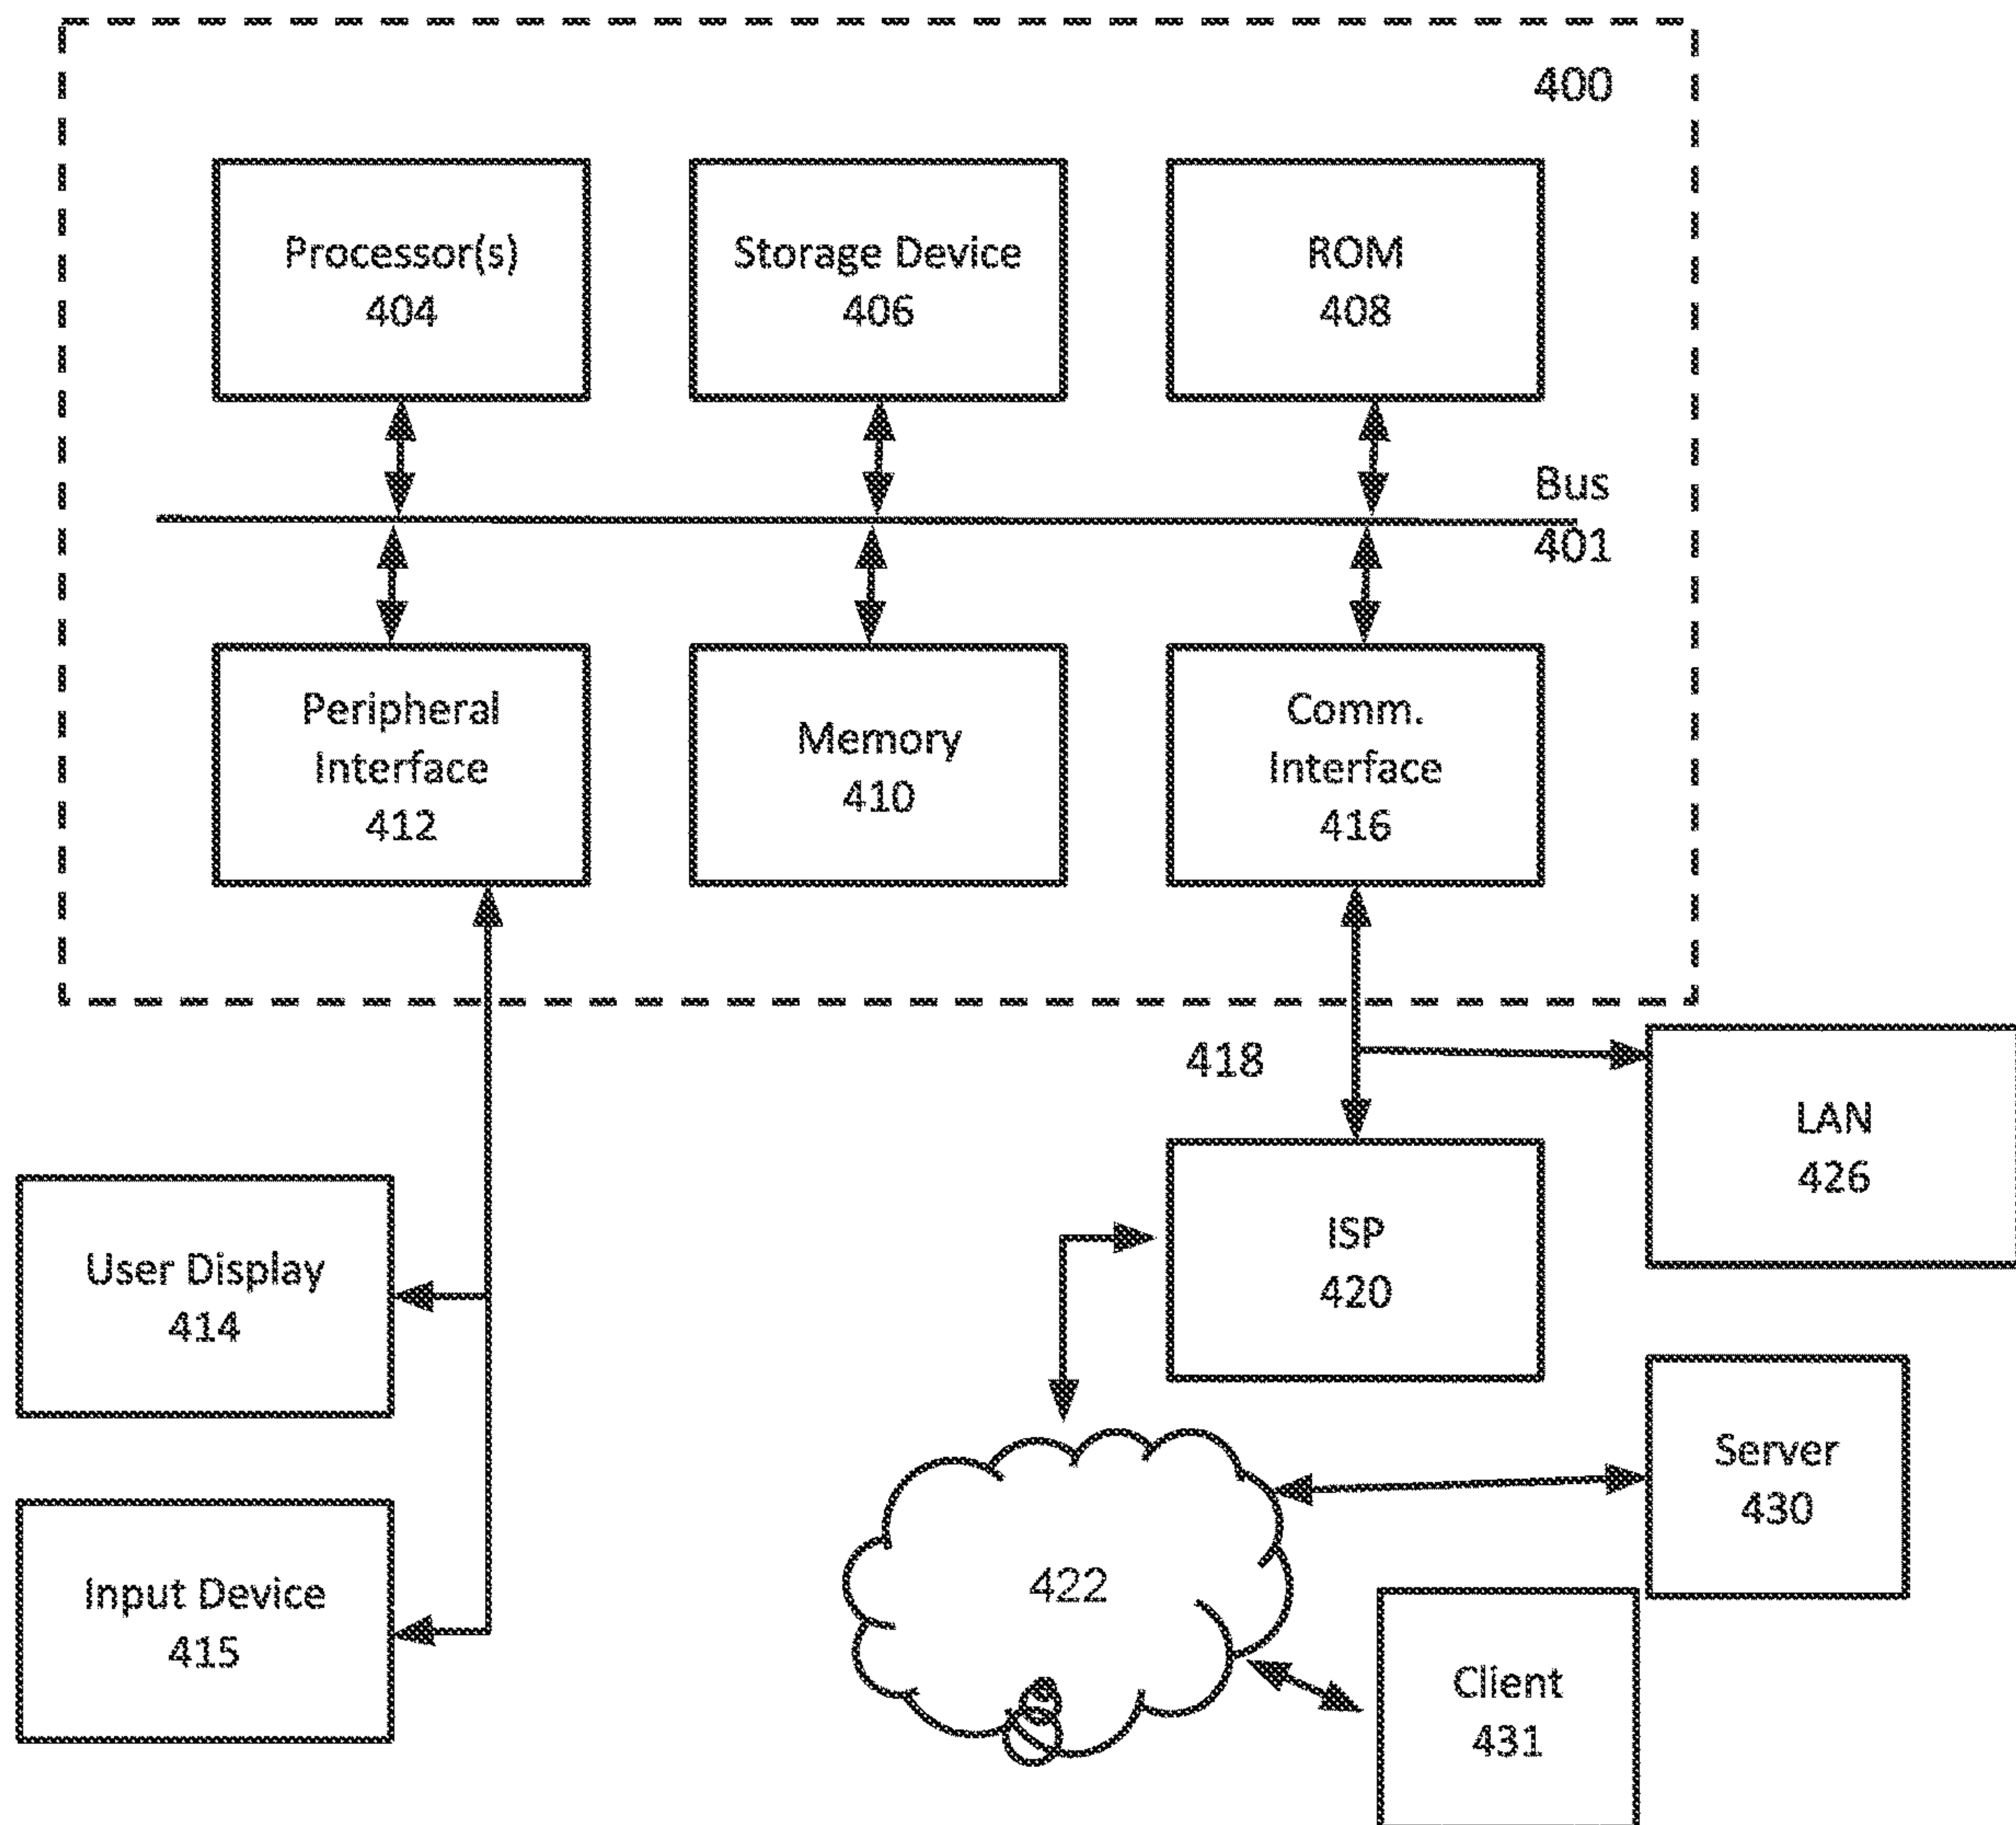 400
Processor(s)
404
Storage Device
406
ROM
408
Bus
401
Peripheral
Interface
412
Memory
410
Comm.
Interface
416
418
LAN
426
User Display
414
ISP
420
Server
430
Input Device
415
422
Client
431